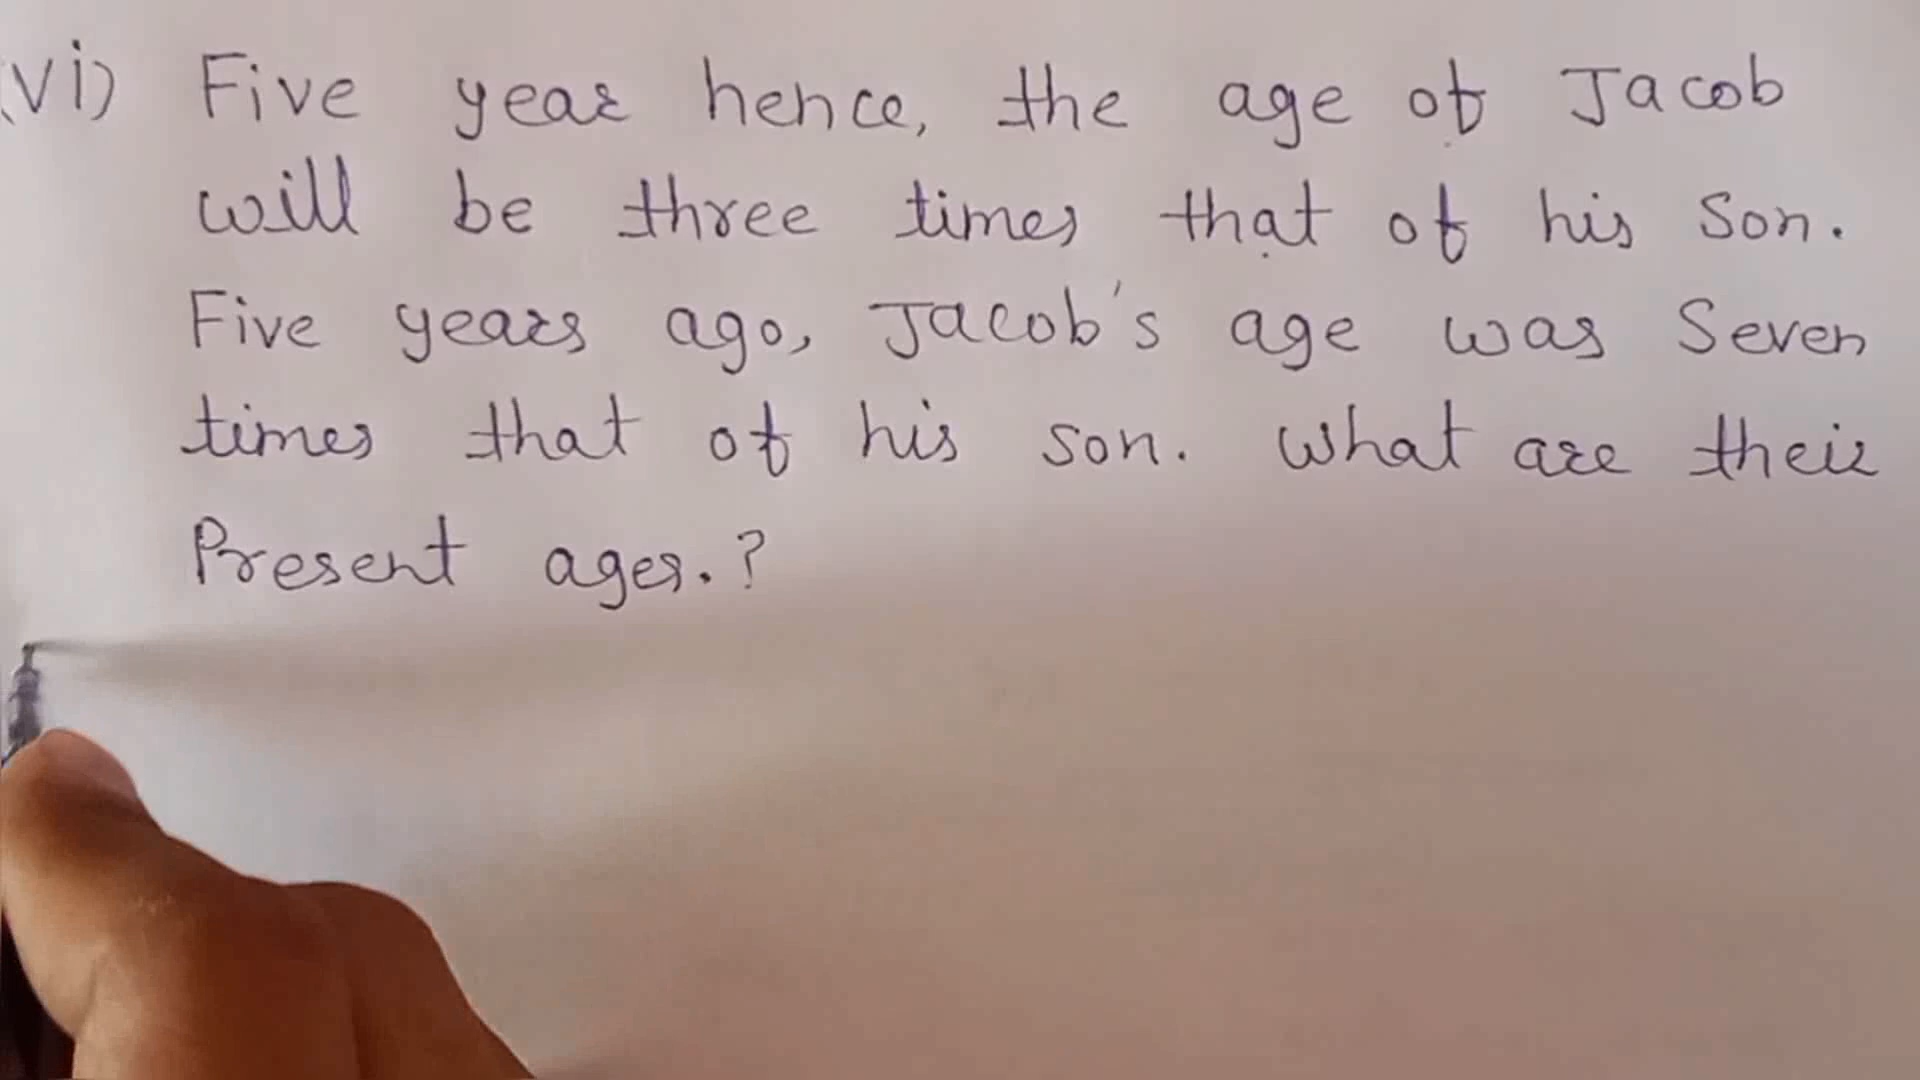 (vi) Five year hence, the age of Jacob
will be three times that of his son.
Five years ago, Jacob's age was Seven
times that of his son. What are their
Present ages.?